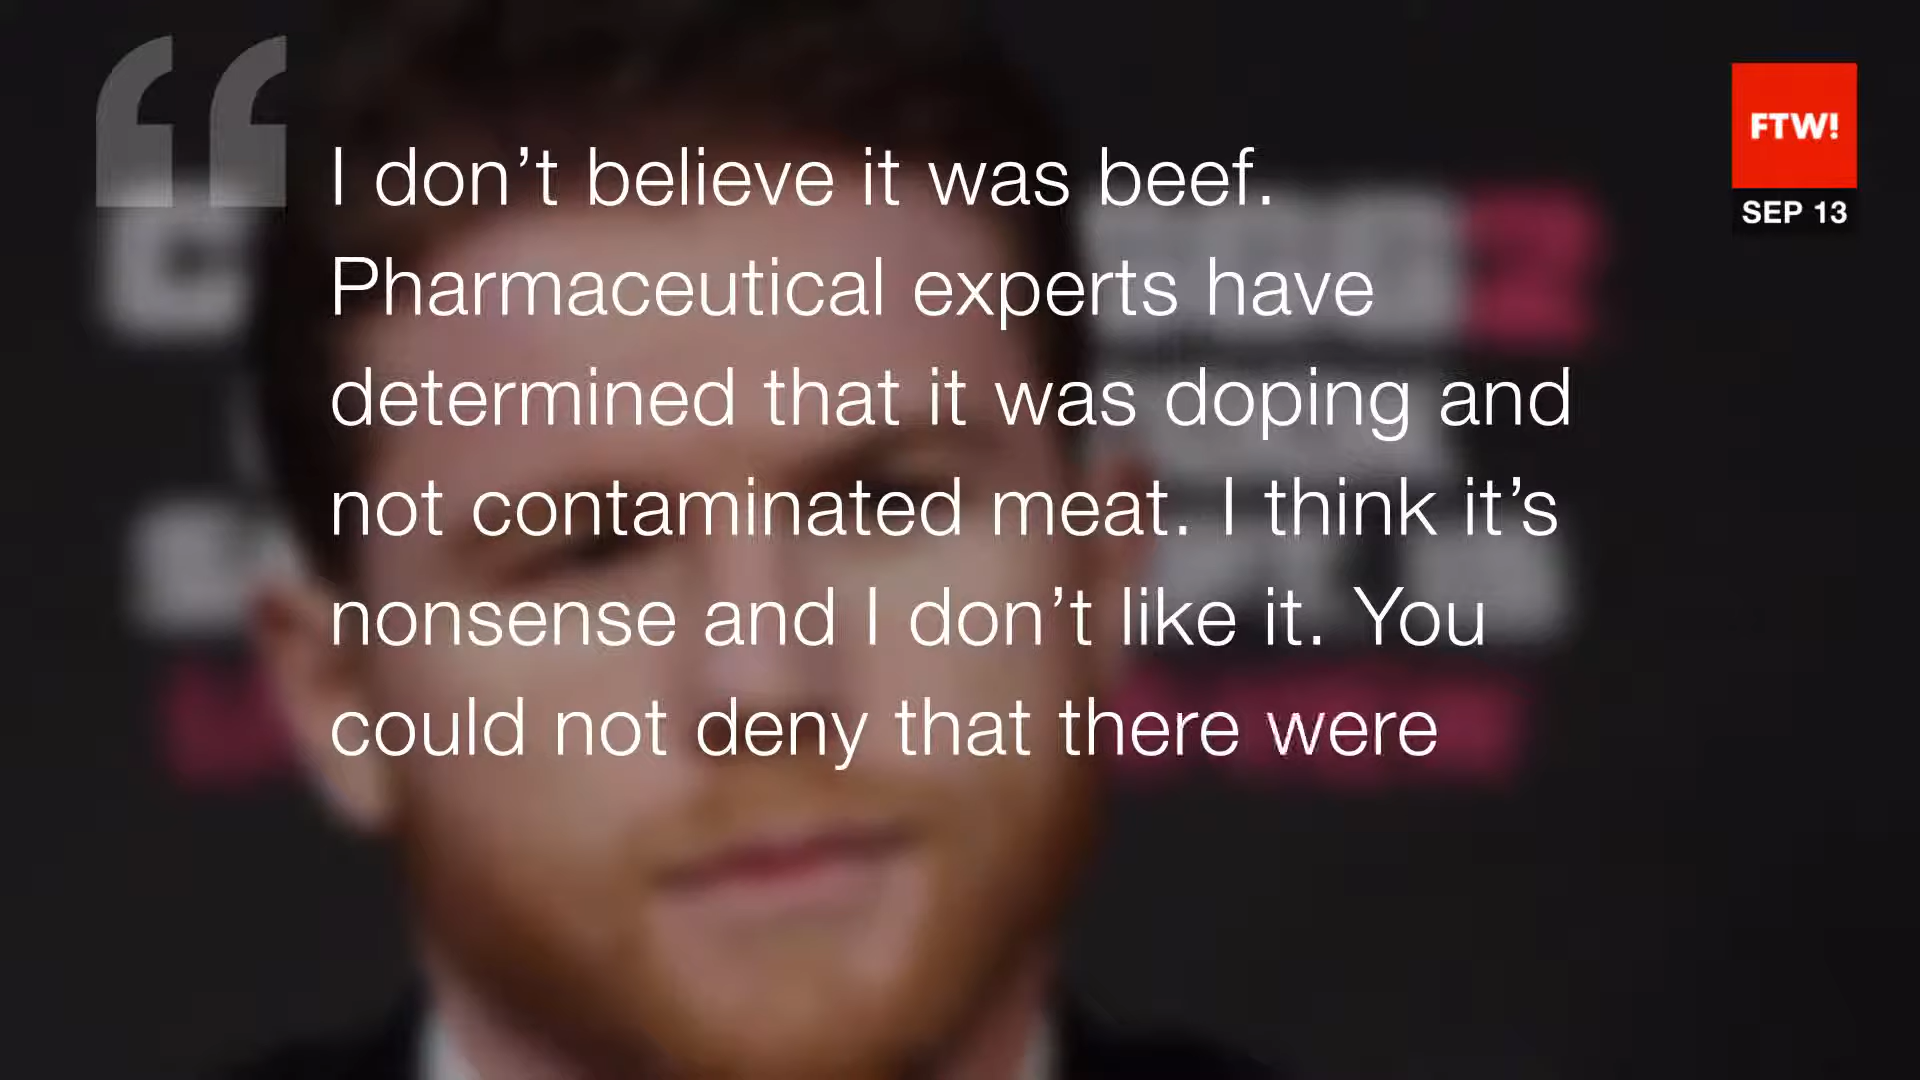 I don’t believe it was beef.
Pharmaceutical experts have
determined that it was doping and
not contaminated meat. I think it’s
nonsense and I don’t like it. You
could not deny that there were
FTW!
SEP 13